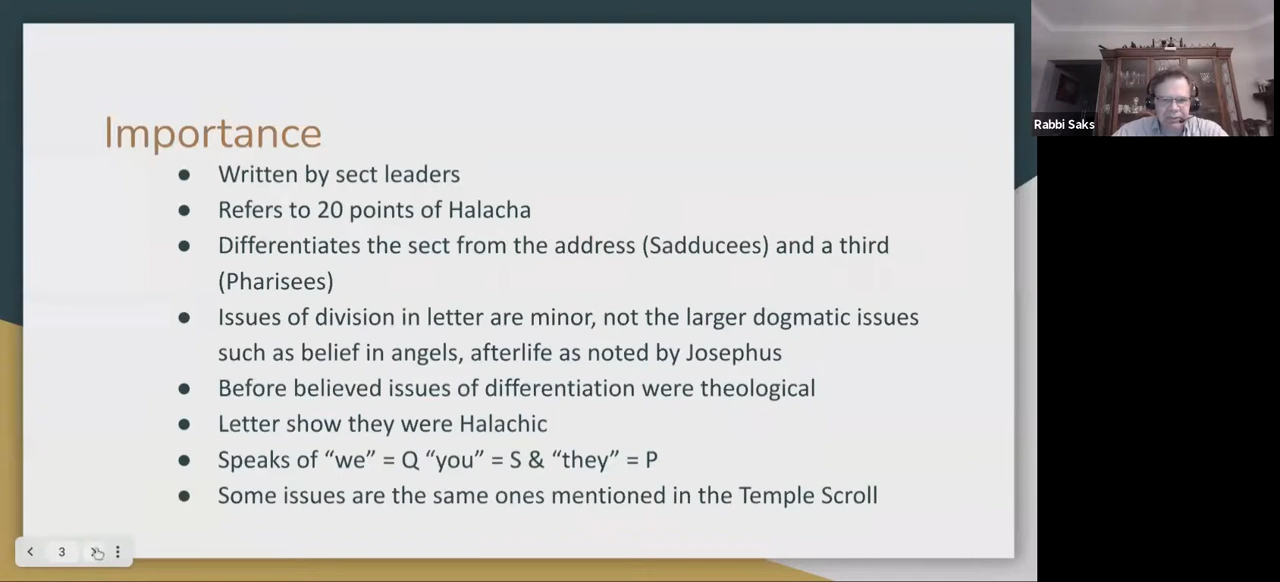 Importance
● Written by sect leaders
● Refers to 20 points of Halacha
● Differentiates the sect from the address (Sadducees) and a third
(Pharisees)
● Issues of division in letter are minor, not the larger dogmatic issues
such as belief in angels, afterlife as noted by Josephus
● Before believed issues of differentiation were theological
● Letter show they were Halachic
● Speaks of “we” = Q “you” = S & “they” = P
● Some issues are the same ones mentioned in the Temple Scroll
3
Rabbi Saks